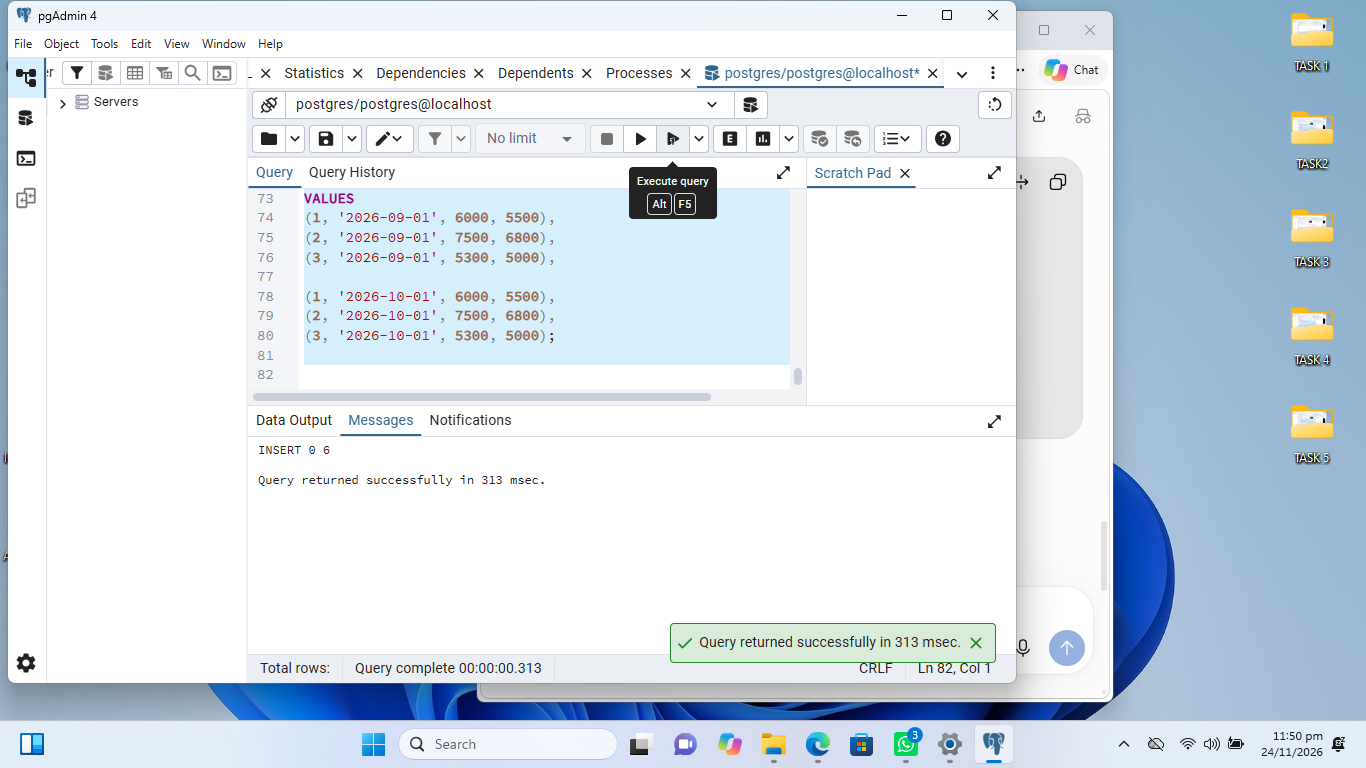 pgAdmin 4
File Object Tools Edit View Window Help
Statistics Dependencies Dependents Processes postgres/postgres@localhost*
Servers
postgres/postgres@localhost
No limit
Query Query History
Scratch Pad
Execute query
Alt F5
73 VALUES
74 (1, '2026-09-01', 6000, 5500),
75 (2, '2026-09-01', 7500, 6800),
76 (3, '2026-09-01', 5300, 5000),
77
78 (1, '2026-10-01', 6000, 5500),
79 (2, '2026-10-01', 7500, 6800),
80 (3, '2026-10-01', 5300, 5000);
81
82
Data Output Messages Notifications
INSERT 0 6
Query returned successfully in 313 msec.
Query returned successfully in 313 msec.
Total rows: Query complete 00:00:00.313 CRLF Ln 82, Col 1
Chat
TASK 1
TASK2
TASK 3
TASK 4
TASK 5
Search
3
11:50 pm
24/11/2026